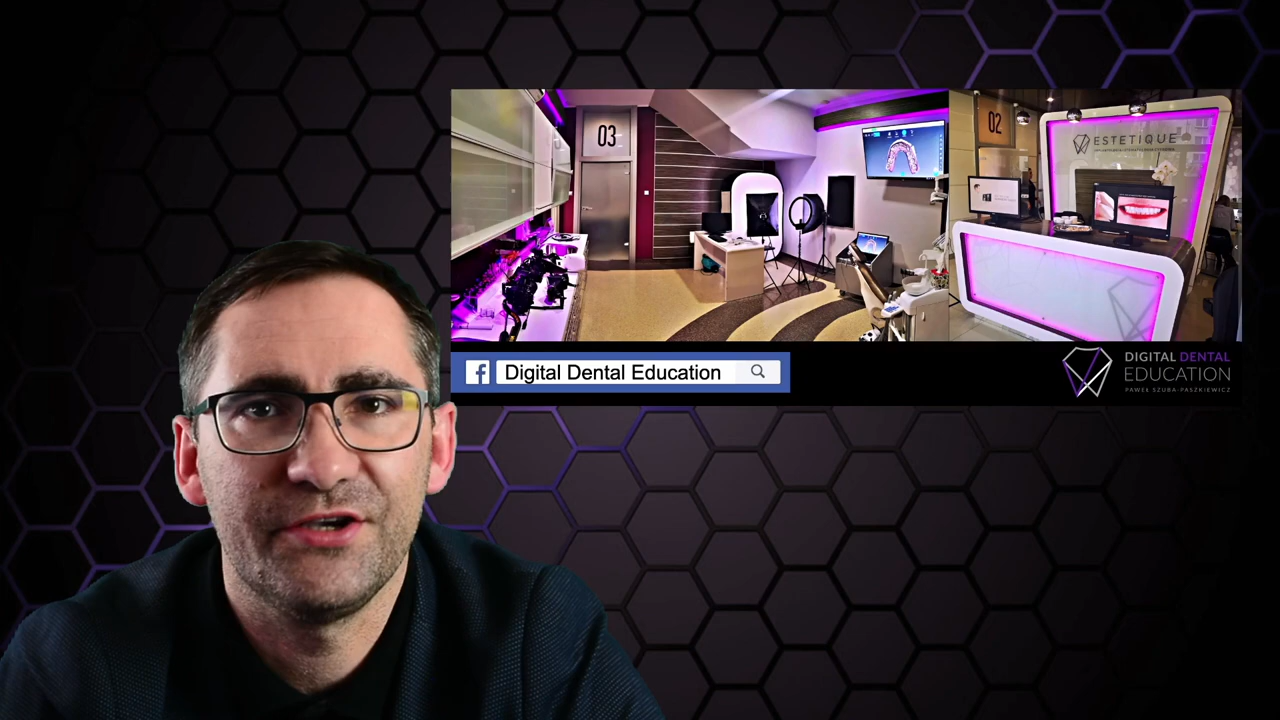 03
02
ESTETIQUE
f Digital Dental Education
DIGITAL DENTAL
EDUCATION
PAWEŁ SZUBA-PASZKIEWICZ